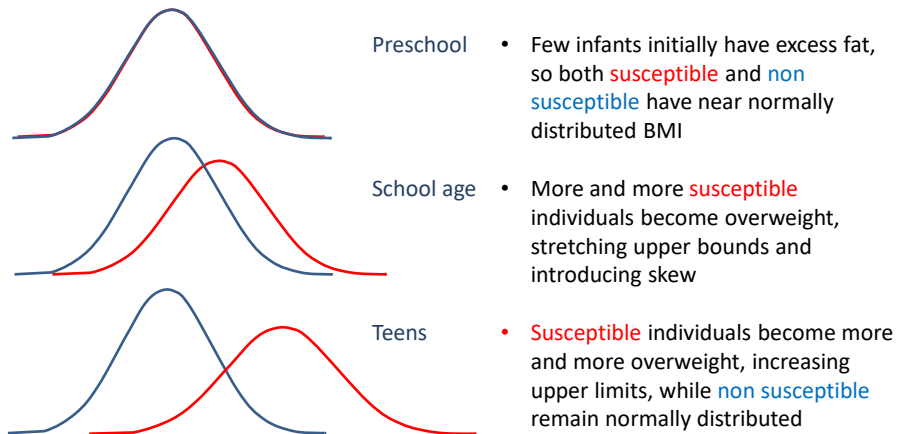 Preschool
• Few infants initially have excess fat,
so both susceptible and non
susceptible have near normally
distributed BMI
School age
• More and more susceptible
individuals become overweight,
stretching upper bounds and
introducing skew
Teens
• Susceptible individuals become more
and more overweight, increasing
upper limits, while non susceptible
remain normally distributed